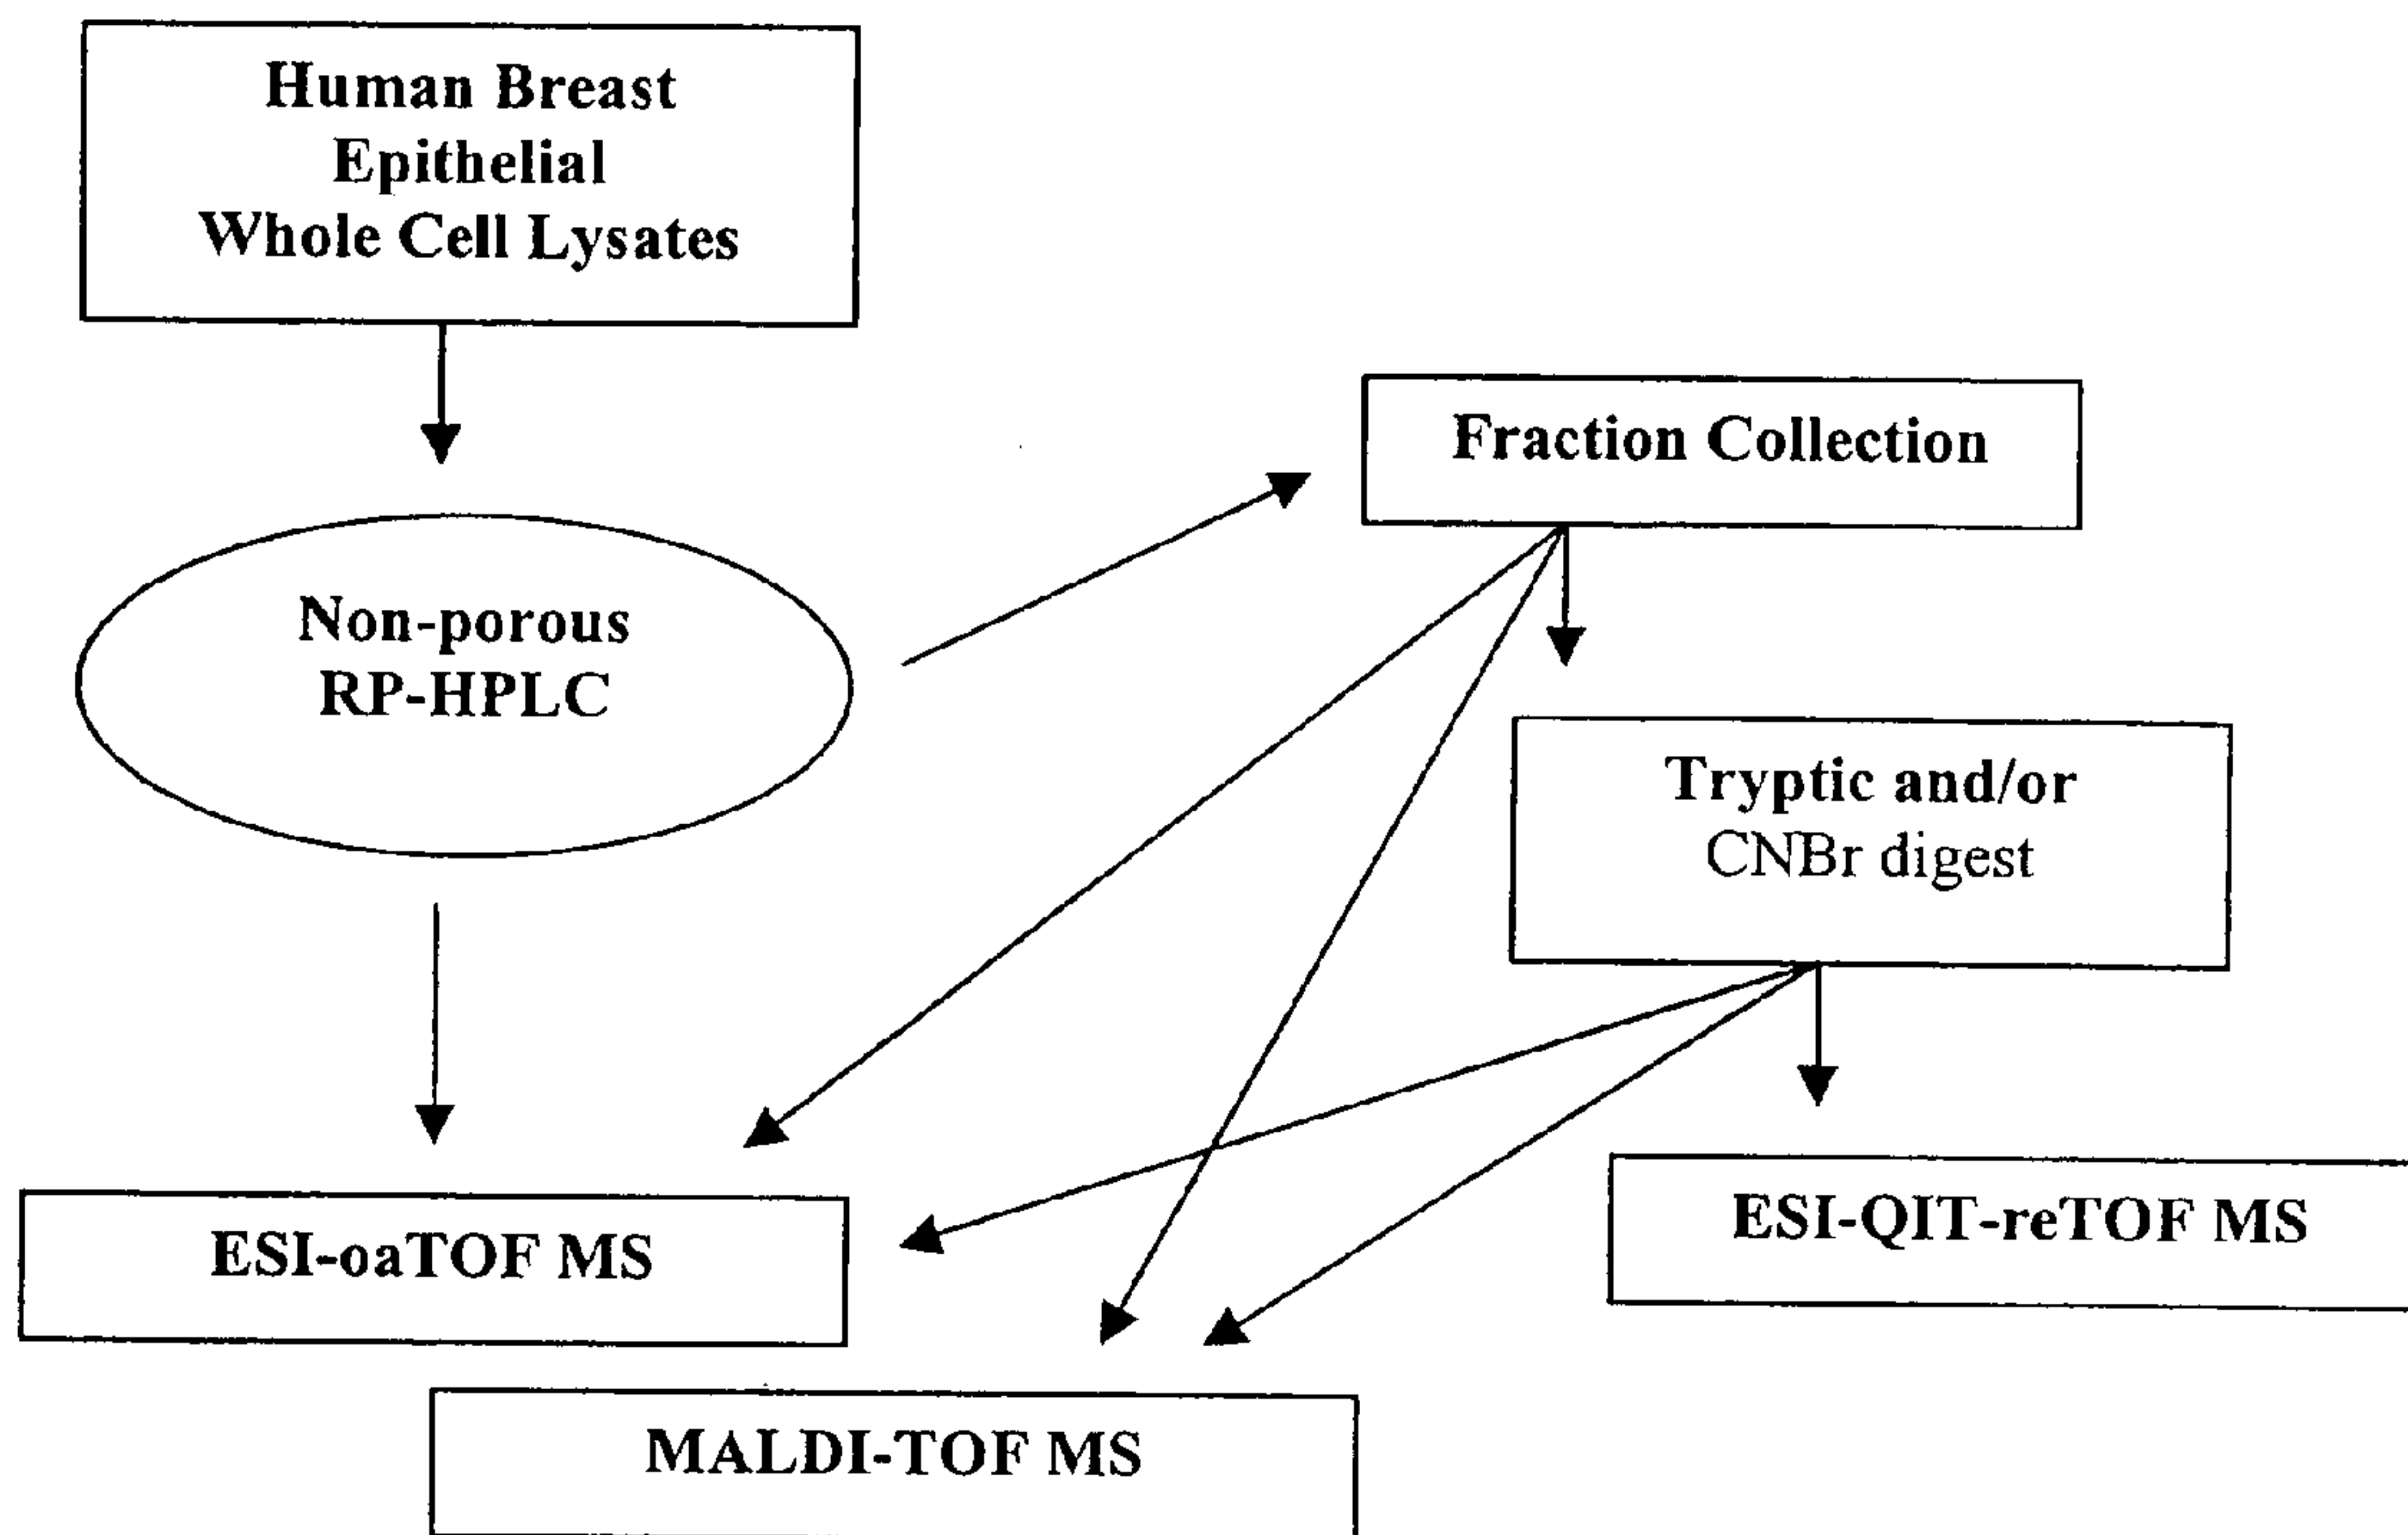 Human Breast
Epithelial
Whole Cell Lysates
Fraction Collection
Non-porous
RP-HPLC
Tryptic and/or
CNBr digest
ESI-oaTOF MS
ESI-QIT-reTOF MS
MALDI-TOF MS